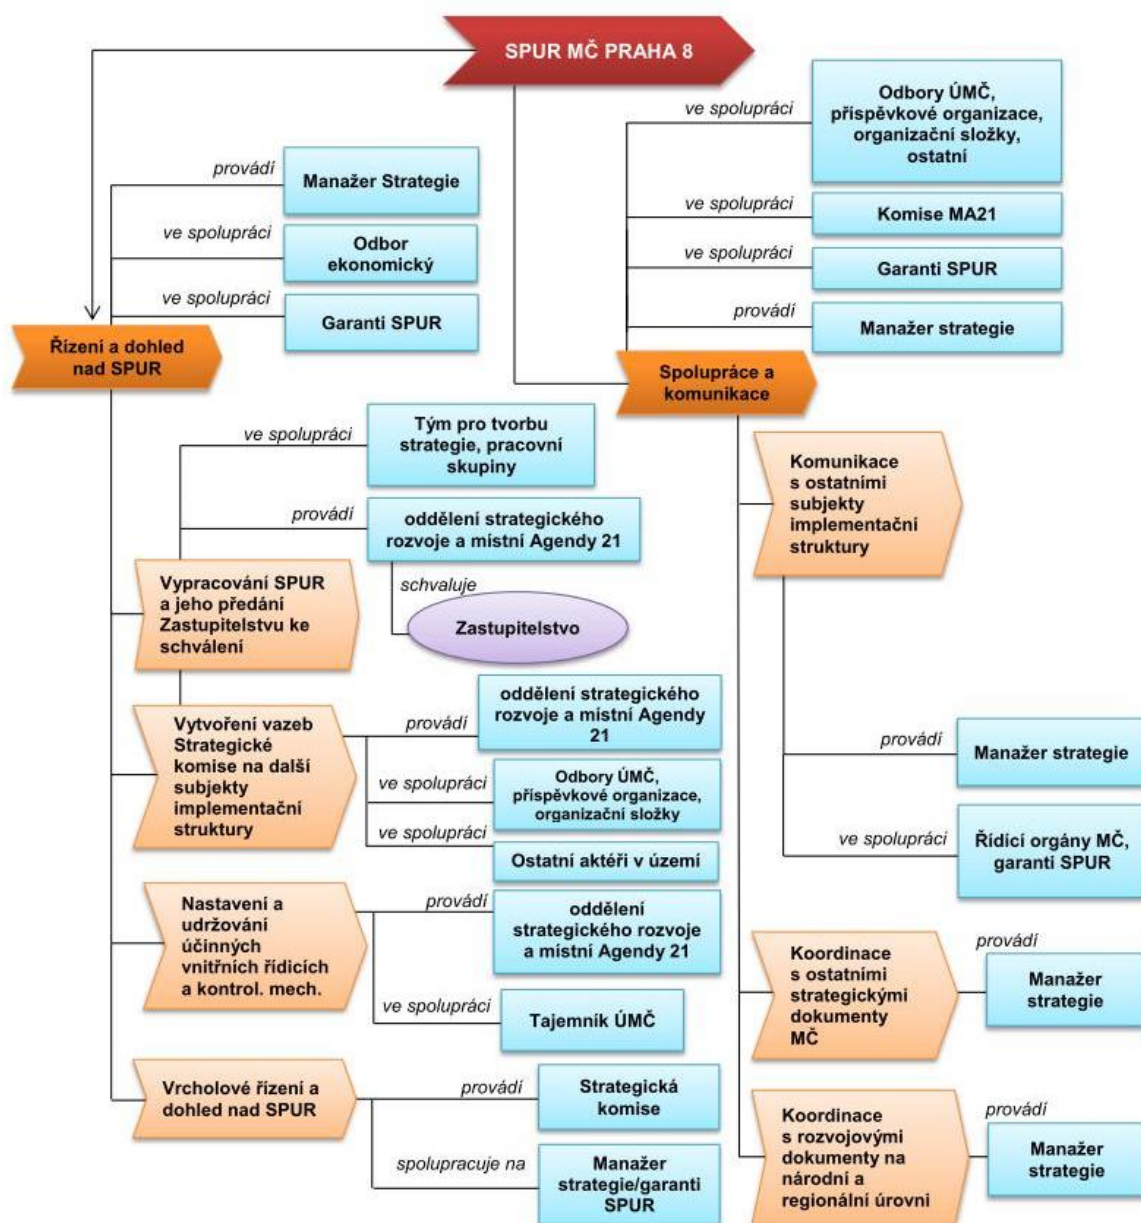 SPUR MČ PRAHA 8
provádí
Manažer Strategie
ve spolupráci
Odbor
ekonomický
ve spolupráci
Garanti SPUR
Řízení a dohled
nad SPUR
ve spolupráci
Tým pro tvorbu
strategie, pracovní
skupiny
provádí
oddělení strategického
rozvoje a místní Agendy 21
schvaluje
Zastupitelstvo
Vypracování SPUR
a jeho předání
Zastupitelstvu ke
schválení
Vytvoření vazeb
Strategické
komise na další
subjekty
implementační
struktury
provádí
oddělení strategického
rozvoje a místní Agendy
21
ve spolupráci
Odbory ÚMČ,
příspěvkové organizace,
organizační složky
ve spolupráci
Ostatní aktéři v území
Nastavení a
udržování
účinných
vnitřních řídicích
a kontrol. mech.
provádí
oddělení
strategického rozvoje
a místní Agendy 21
ve spolupráci
Tajemník ÚMČ
Vrcholové řízení a
dohled nad SPUR
provádí
Strategická
komise
spolupracuje na
Manažer
strategie/garanti
SPUR
ve spolupráci
Odbory ÚMČ,
příspěvkové organizace,
organizační složky,
ostatní
ve spolupráci
Komise MA21
ve spolupráci
Garanti SPUR
provádí
Manažer strategie
Spolupráce a
komunikace
Komunikace
s ostatními
subjekty
implementační
struktury
provádí
Manažer strategie
ve spolupráci
Řídící orgány MČ,
garanti SPUR
Koordinace
s ostatními
strategickými
dokumenty
MČ
provádí
Manažer
strategie
Koordinace
s rozvojovými
dokumenty na
národní a
regionální úrovni
provádí
Manažer
strategie